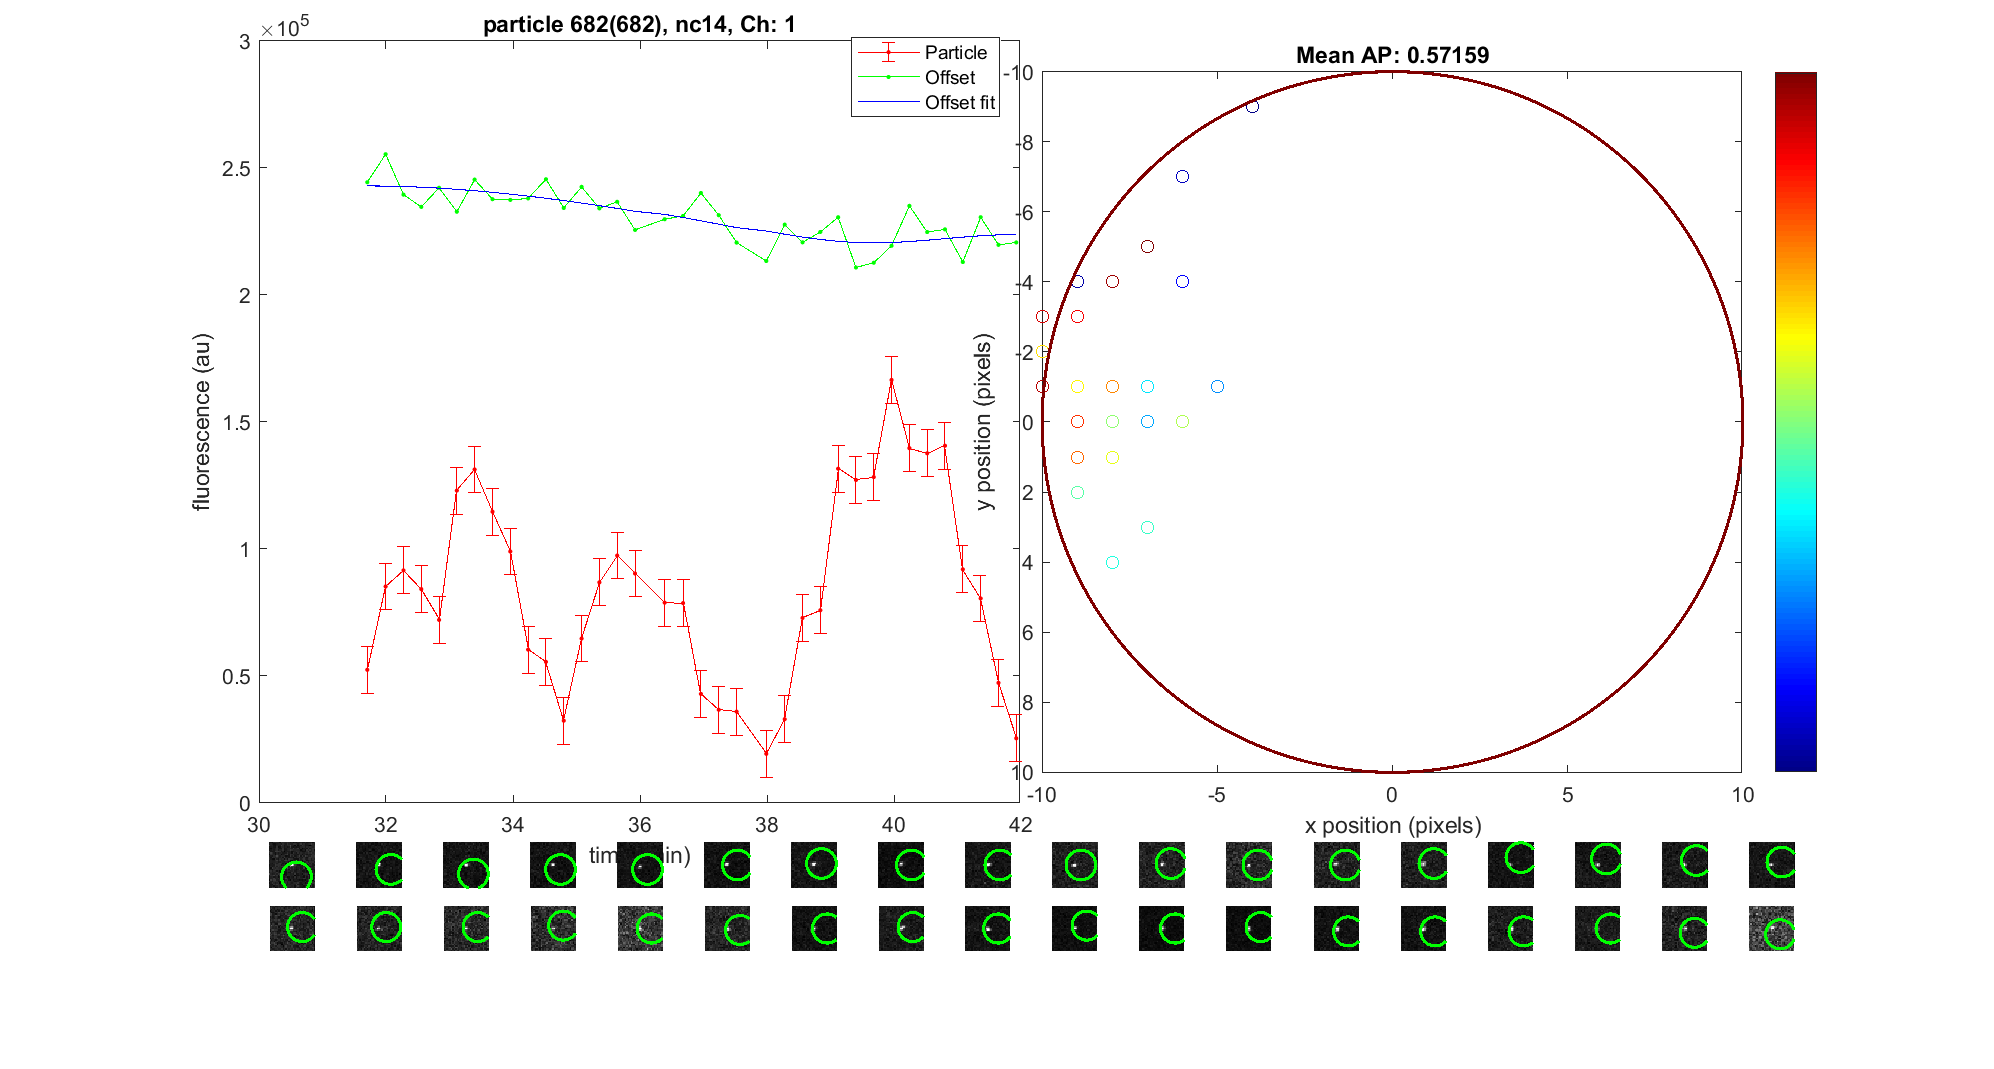 particle 682(682), nc14, Ch: 1
×10⁵
Particle
Offset
Offset fit
3
2.5
2
1.5
1
0.5
0
fluorescence (au)
30 32 34 36 38 40 42
Mean AP: 0.57159
-10
-8
-6
-4
-2
0
2
4
6
8
10
y position (pixels)
-10 -5 0 5 10
x position (pixels)